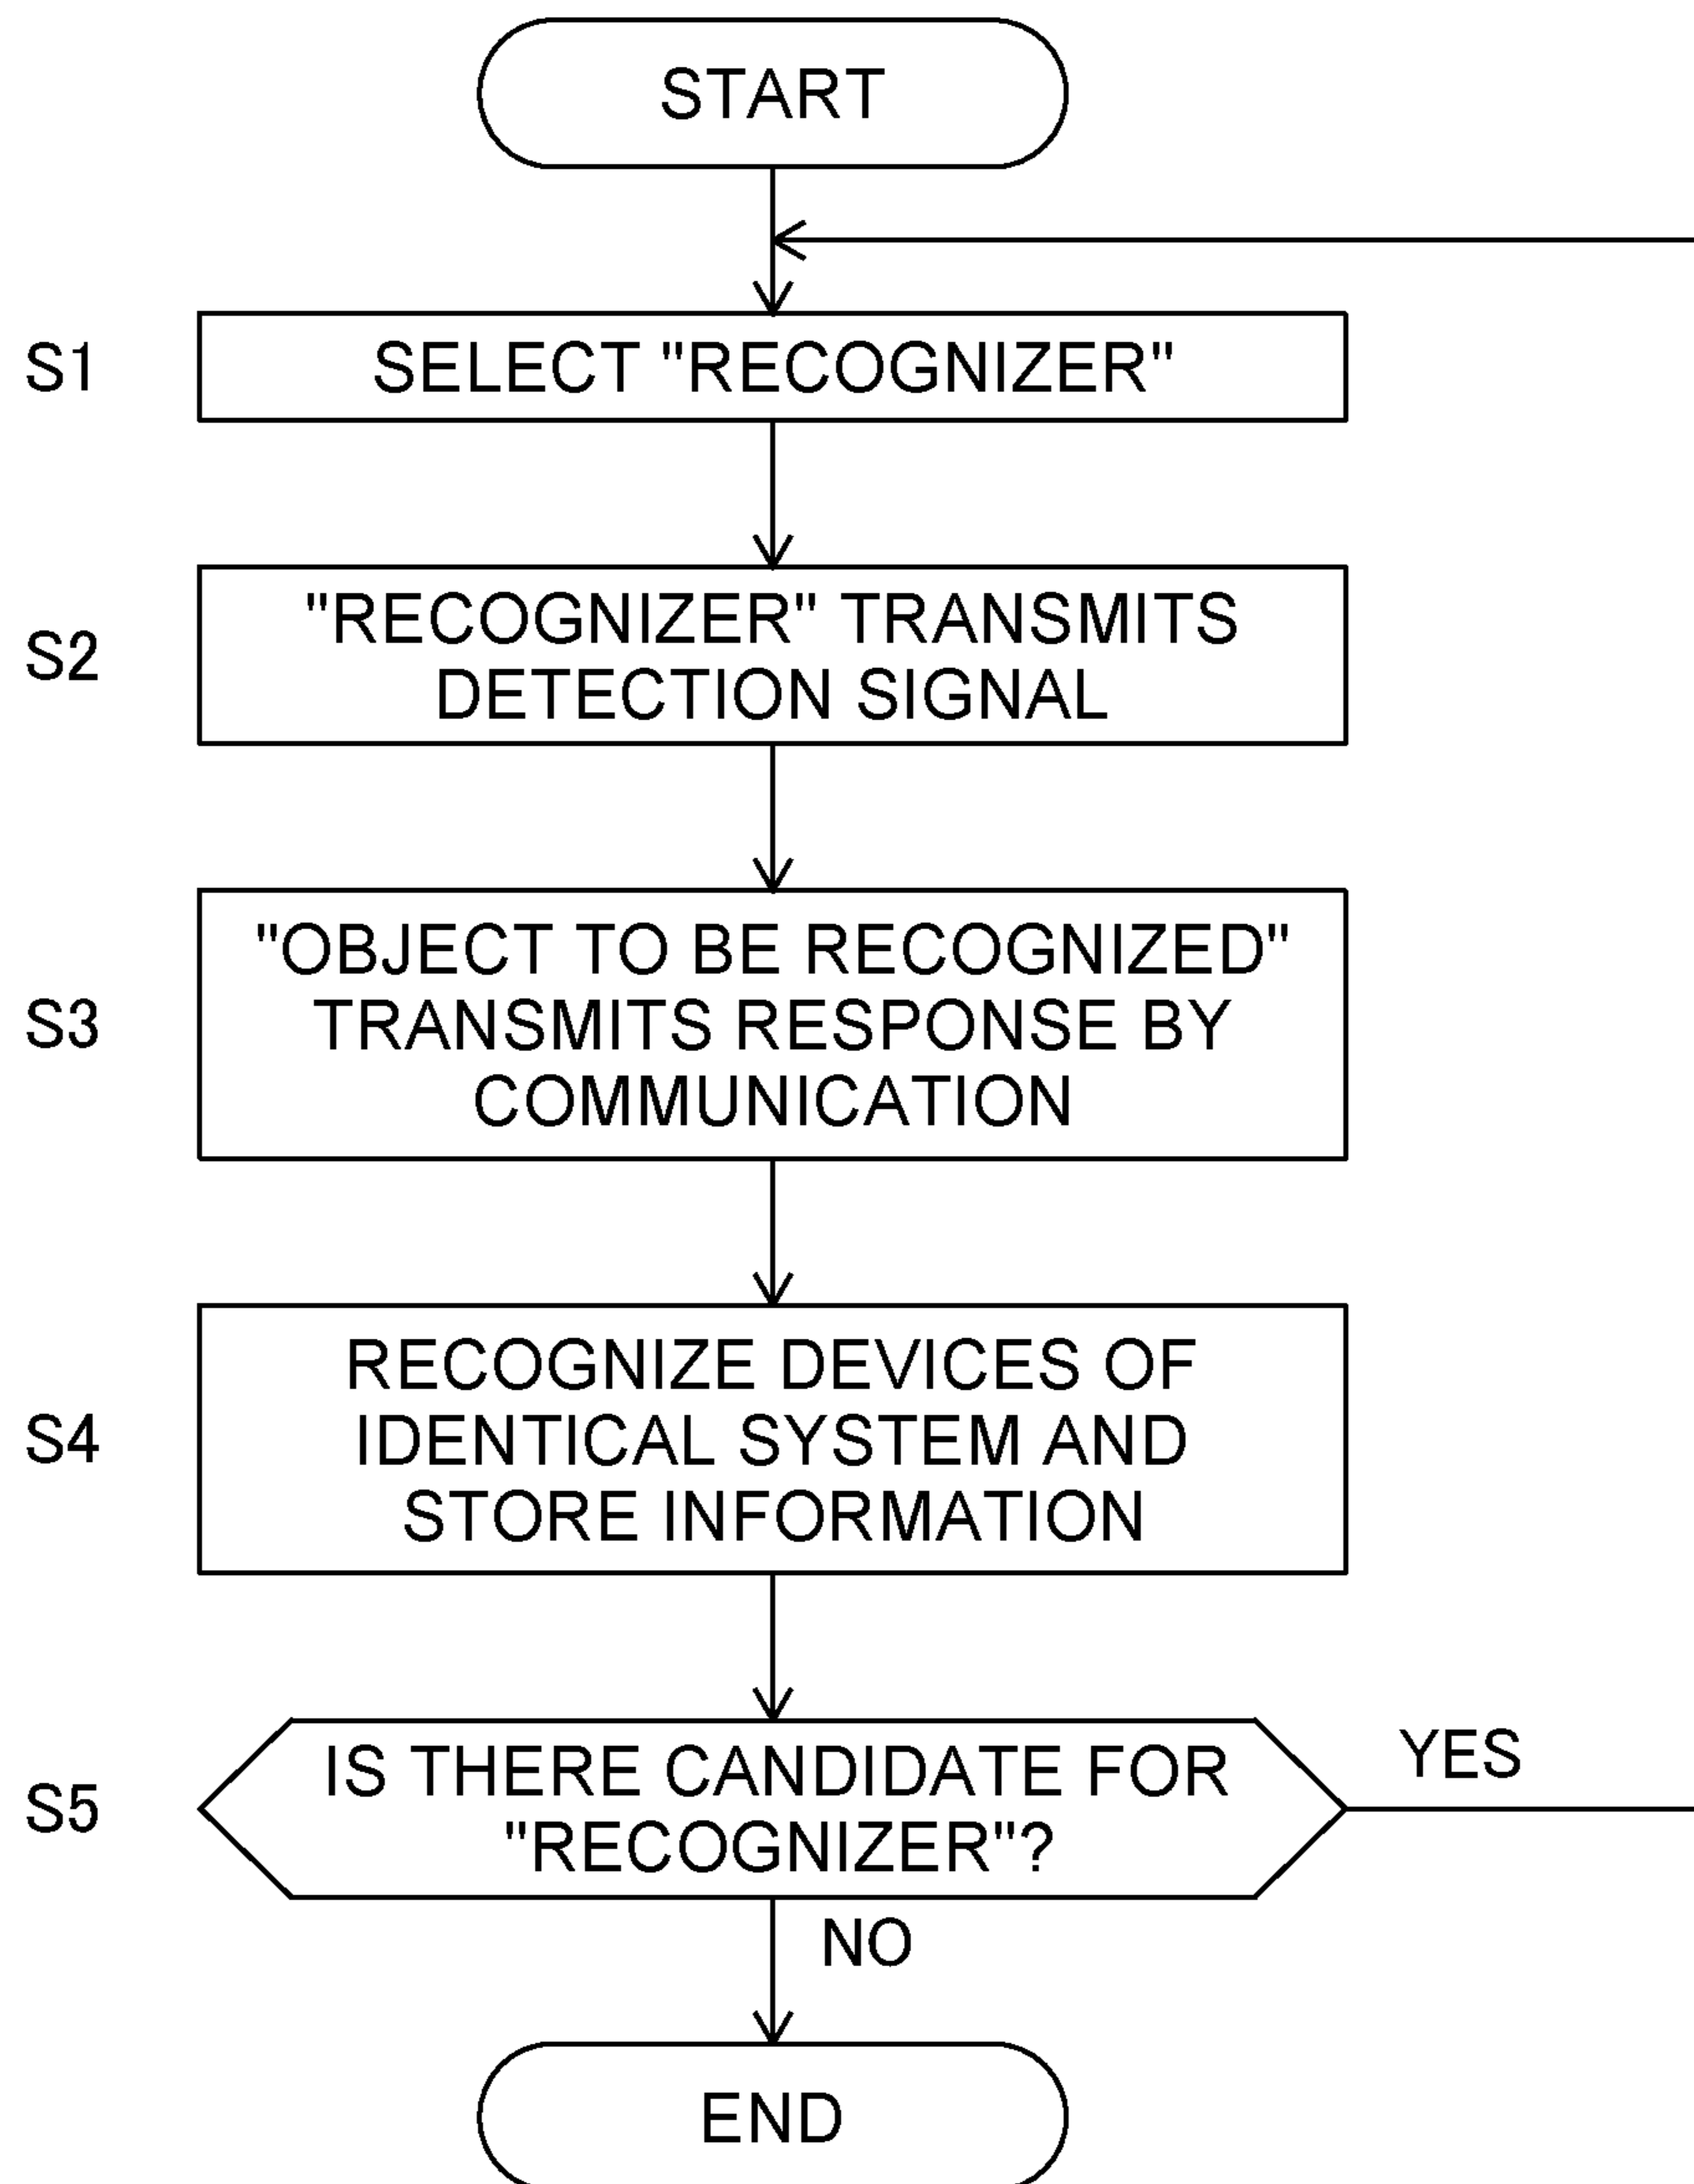 START
S1
SELECT "RECOGNIZER"
S2
"RECOGNIZER" TRANSMITS
DETECTION SIGNAL
S3
"OBJECT TO BE RECOGNIZED"
TRANSMITS RESPONSE BY
COMMUNICATION
S4
RECOGNIZE DEVICES OF
IDENTICAL SYSTEM AND
STORE INFORMATION
S5
IS THERE CANDIDATE FOR
"RECOGNIZER"?
YES
NO
END